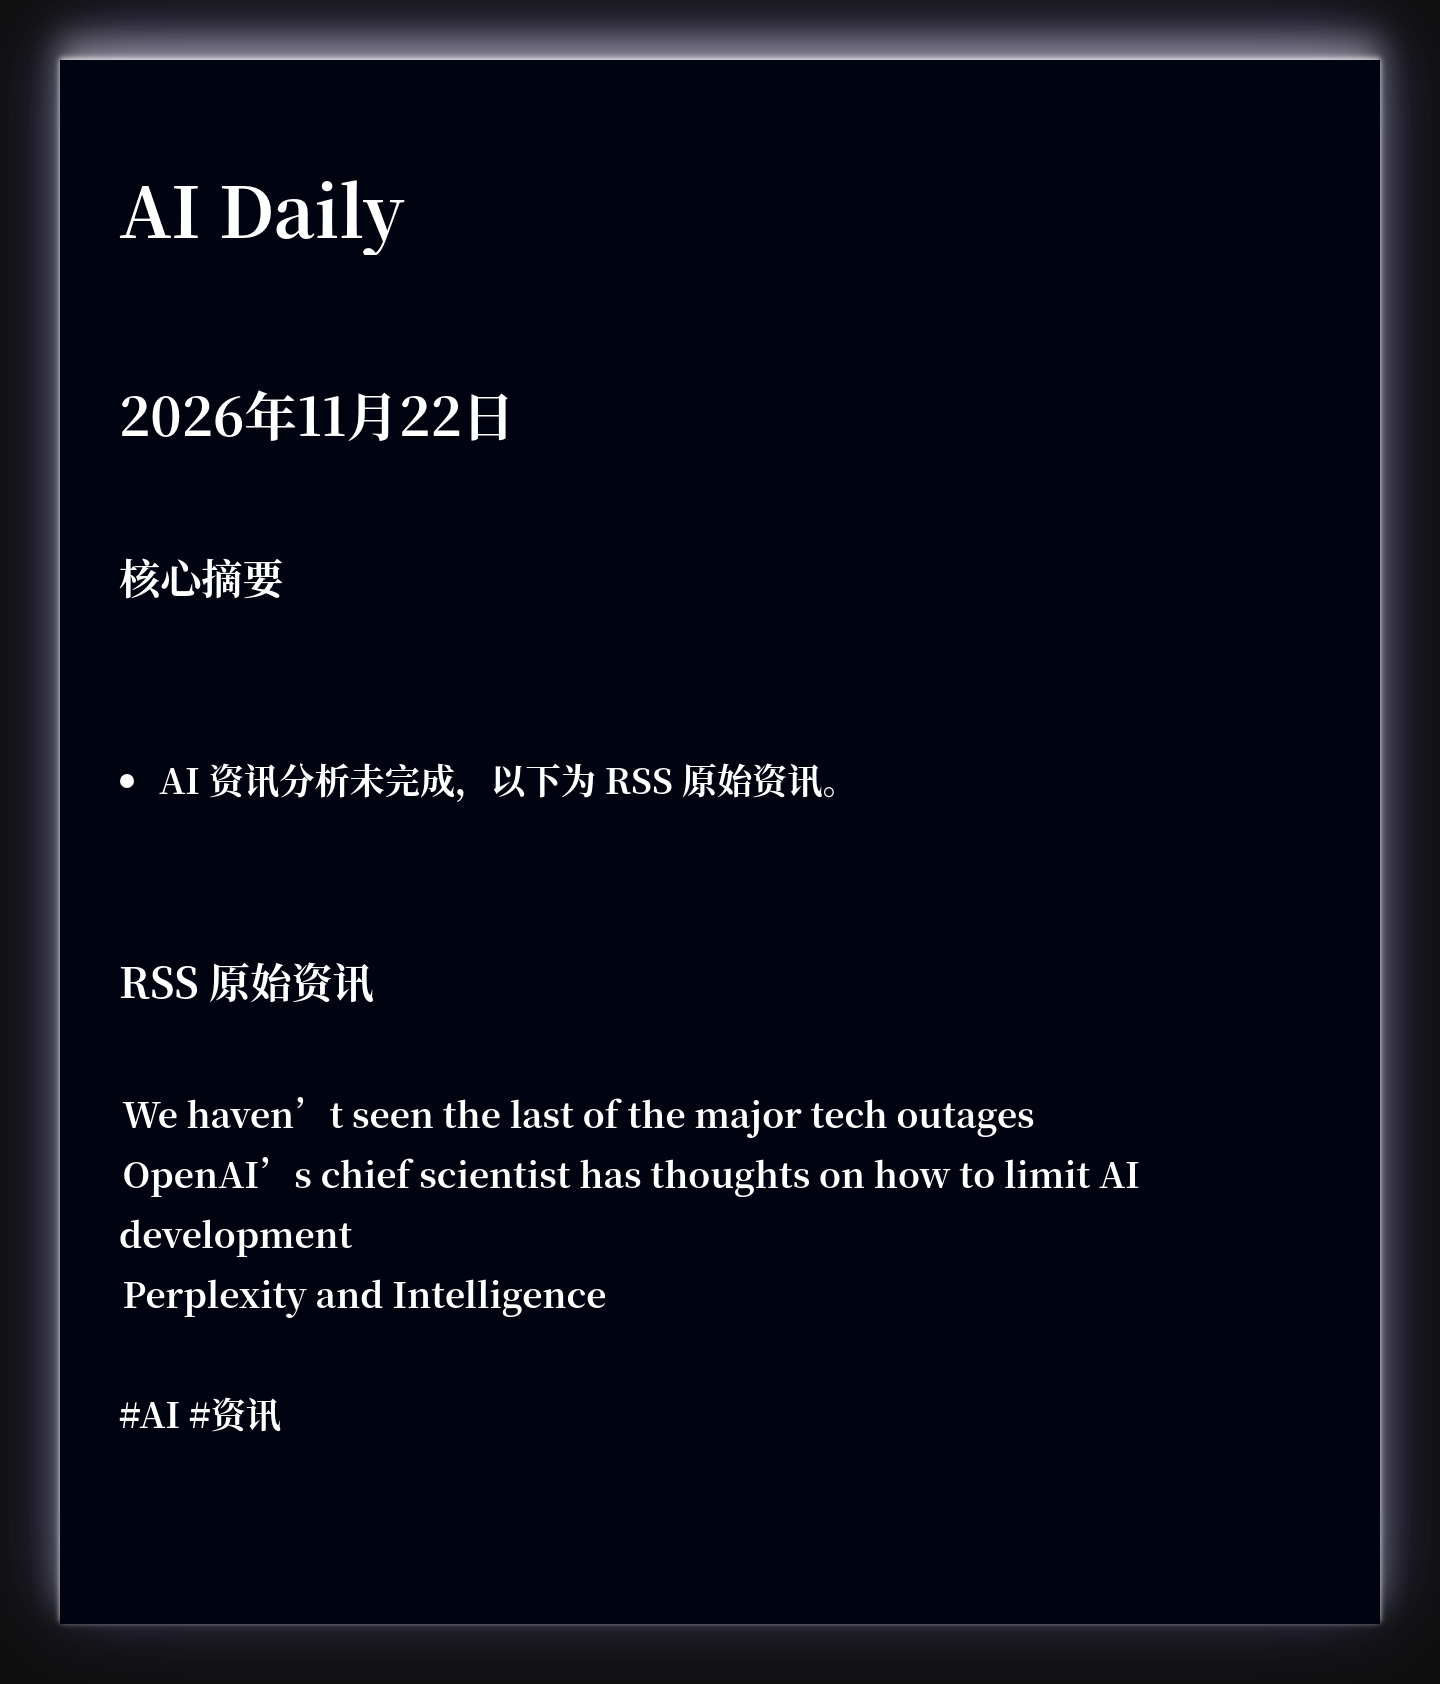 AI Daily
2026年11月22日
核心摘要
• AI 资讯分析未完成，以下为 RSS 原始资讯。
RSS 原始资讯
We haven’t seen the last of the major tech outages
OpenAI’s chief scientist has thoughts on how to limit AI
development
Perplexity and Intelligence
#AI #资讯